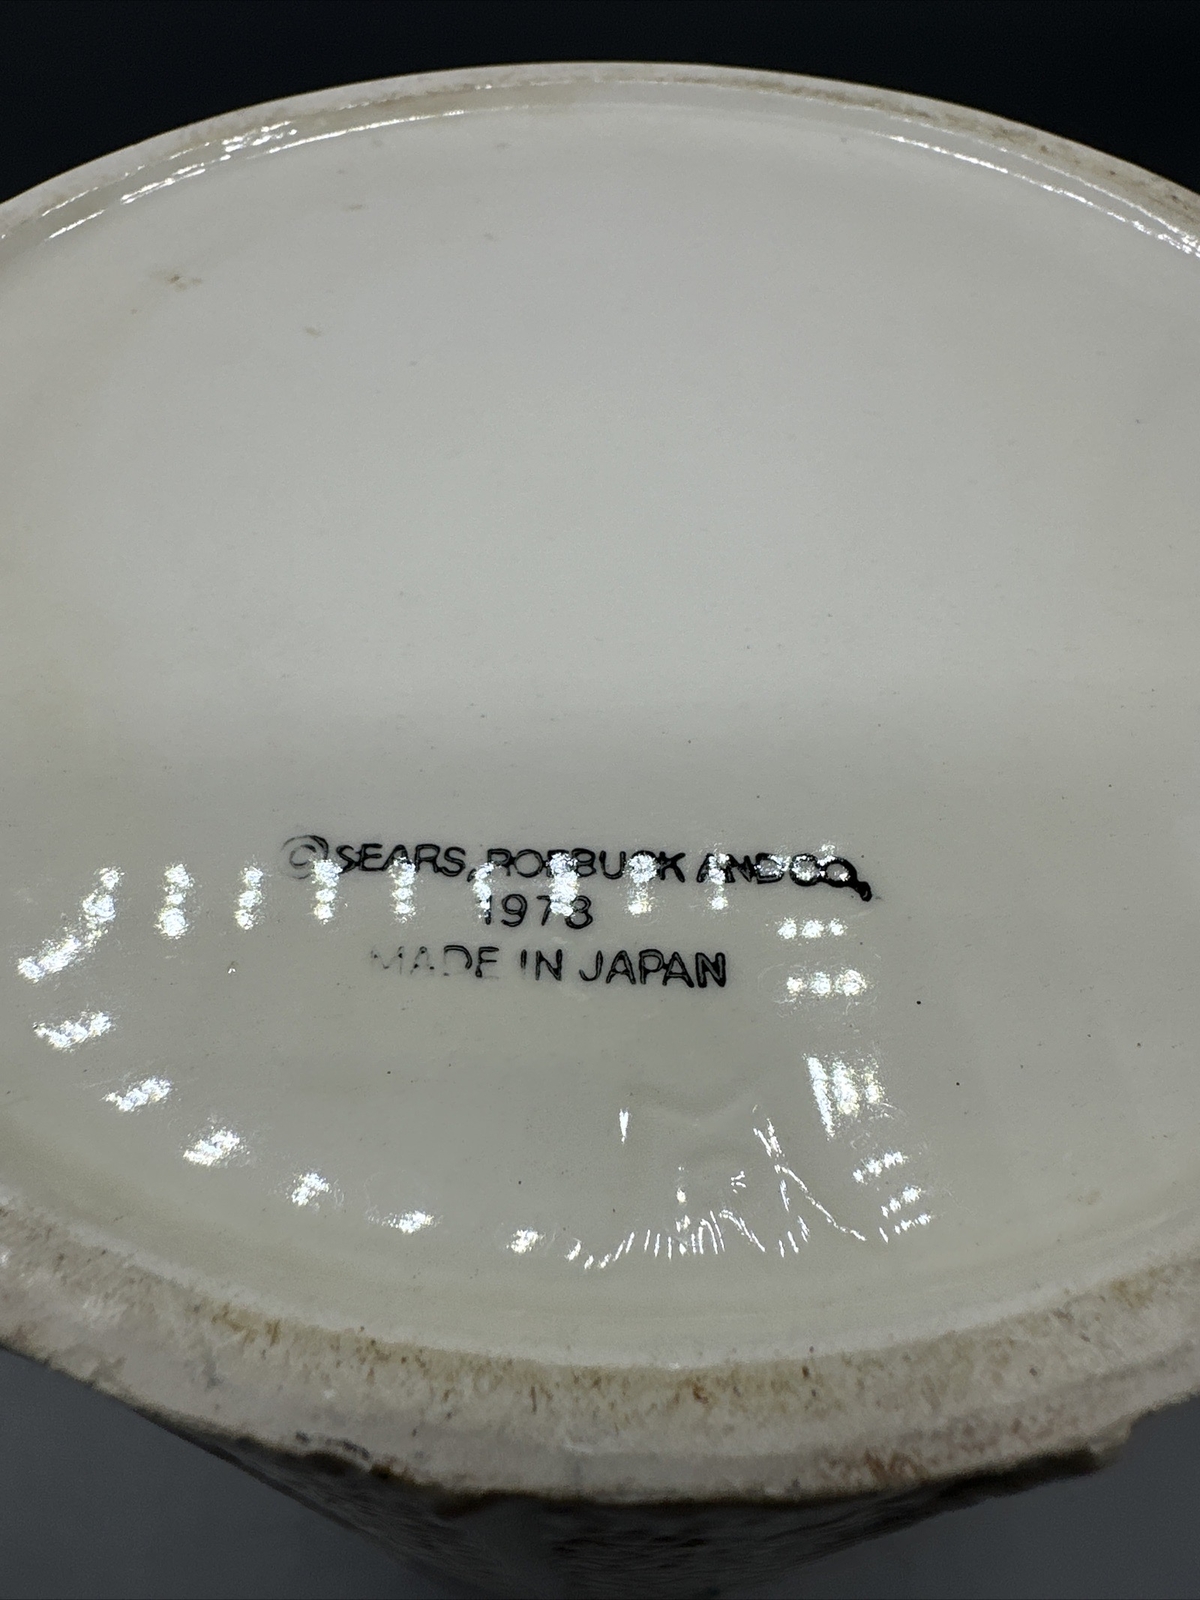 ©SEARS, ROEBUCK AND CO.,
1978
MADE IN JAPAN